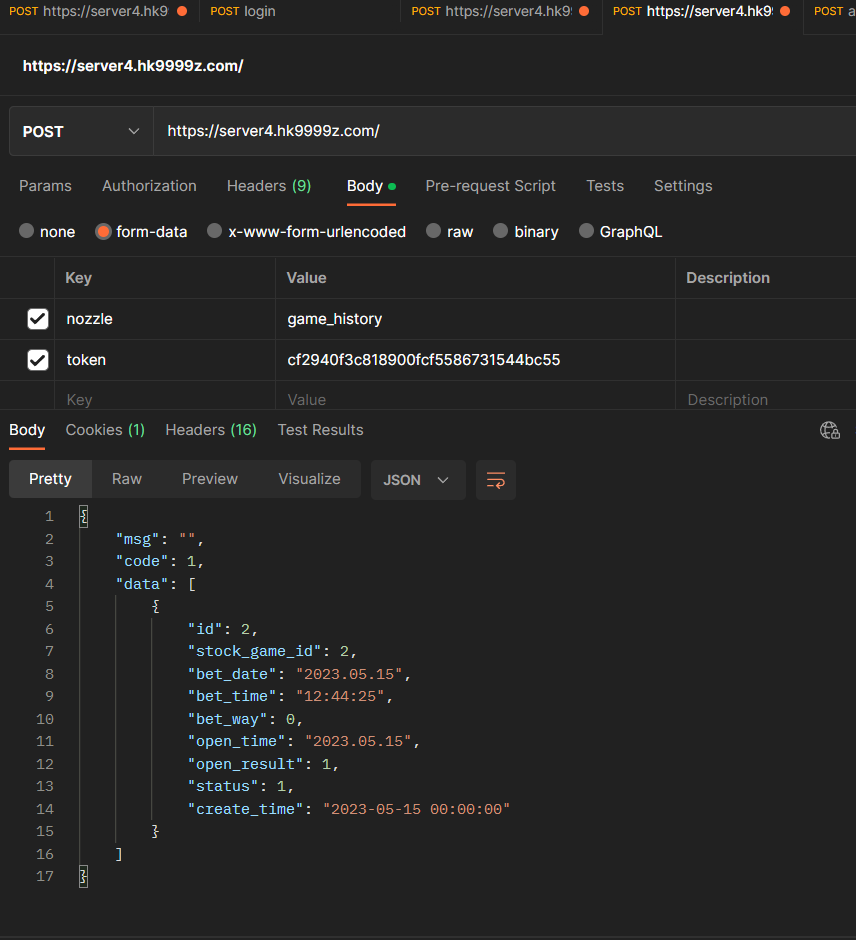 POST https://server4.hk9 POST login POST https://server4.hk9 POST https://server4.hk9 POST a
https://server4.hk9999z.com/
POST https://server4.hk9999z.com/
Params Authorization Headers (9) Body Pre-request Script Tests Settings
none form-data x-www-form-urlencoded raw binary GraphQL
Key Value Description
nozzle game_history
token cf2940f3c818900fcf5586731544bc55
Key Value Description
Body Cookies (1) Headers (16) Test Results
Pretty Raw Preview Visualize JSON
1 {
2 "msg": "",
3 "code": 1,
4 "data": [
5 {
6 "id": 2,
7 "stock_game_id": 2,
8 "bet_date": "2023.05.15",
9 "bet_time": "12:44:25",
10 "bet_way": 0,
11 "open_time": "2023.05.15",
12 "open_result": 1,
13 "status": 1,
14 "create_time": "2023-05-15 00:00:00"
15 }
16 ]
17 }